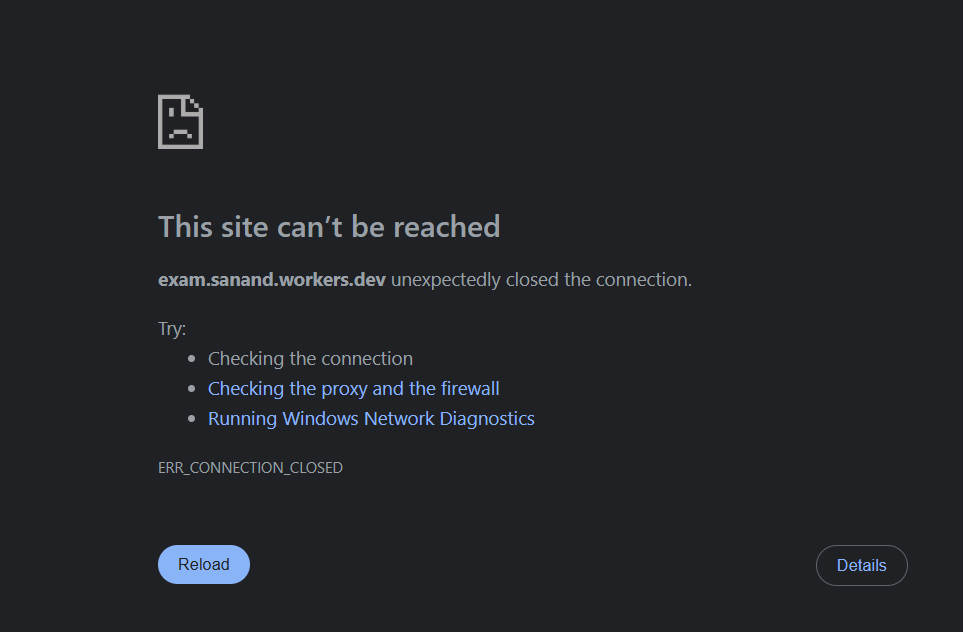 This site can’t be reached
exam.sanand.workers.dev unexpectedly closed the connection.
Try:
Checking the connection
Checking the proxy and the firewall
Running Windows Network Diagnostics
ERR_CONNECTION_CLOSED
Reload
Details